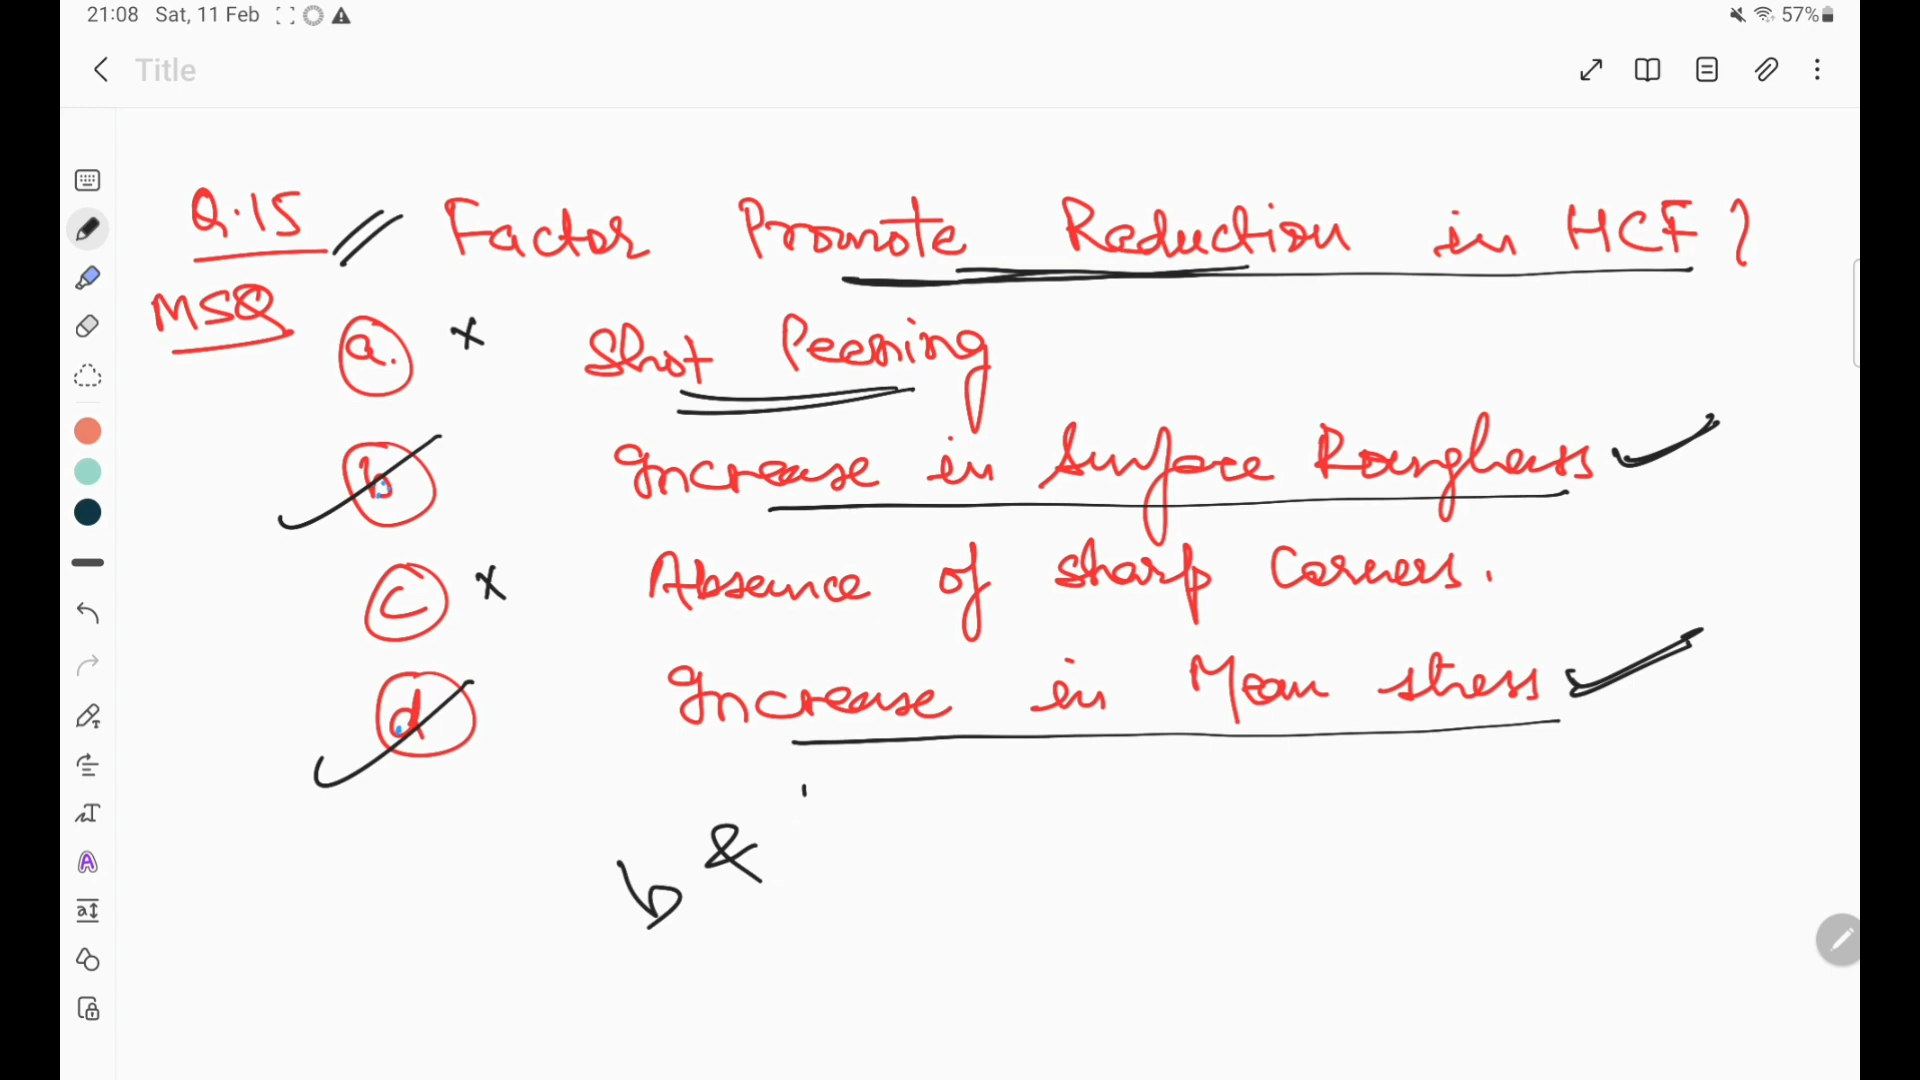 21:08 Sat, 11 Feb 57%
Title
Q.15 Factor Promote Reduction in HCF ?
MSQ
a. x Shot Peening
b. Increase in Surface Roughess
c x Absence of sharp Corners.
d Increase in Mean stress
b &